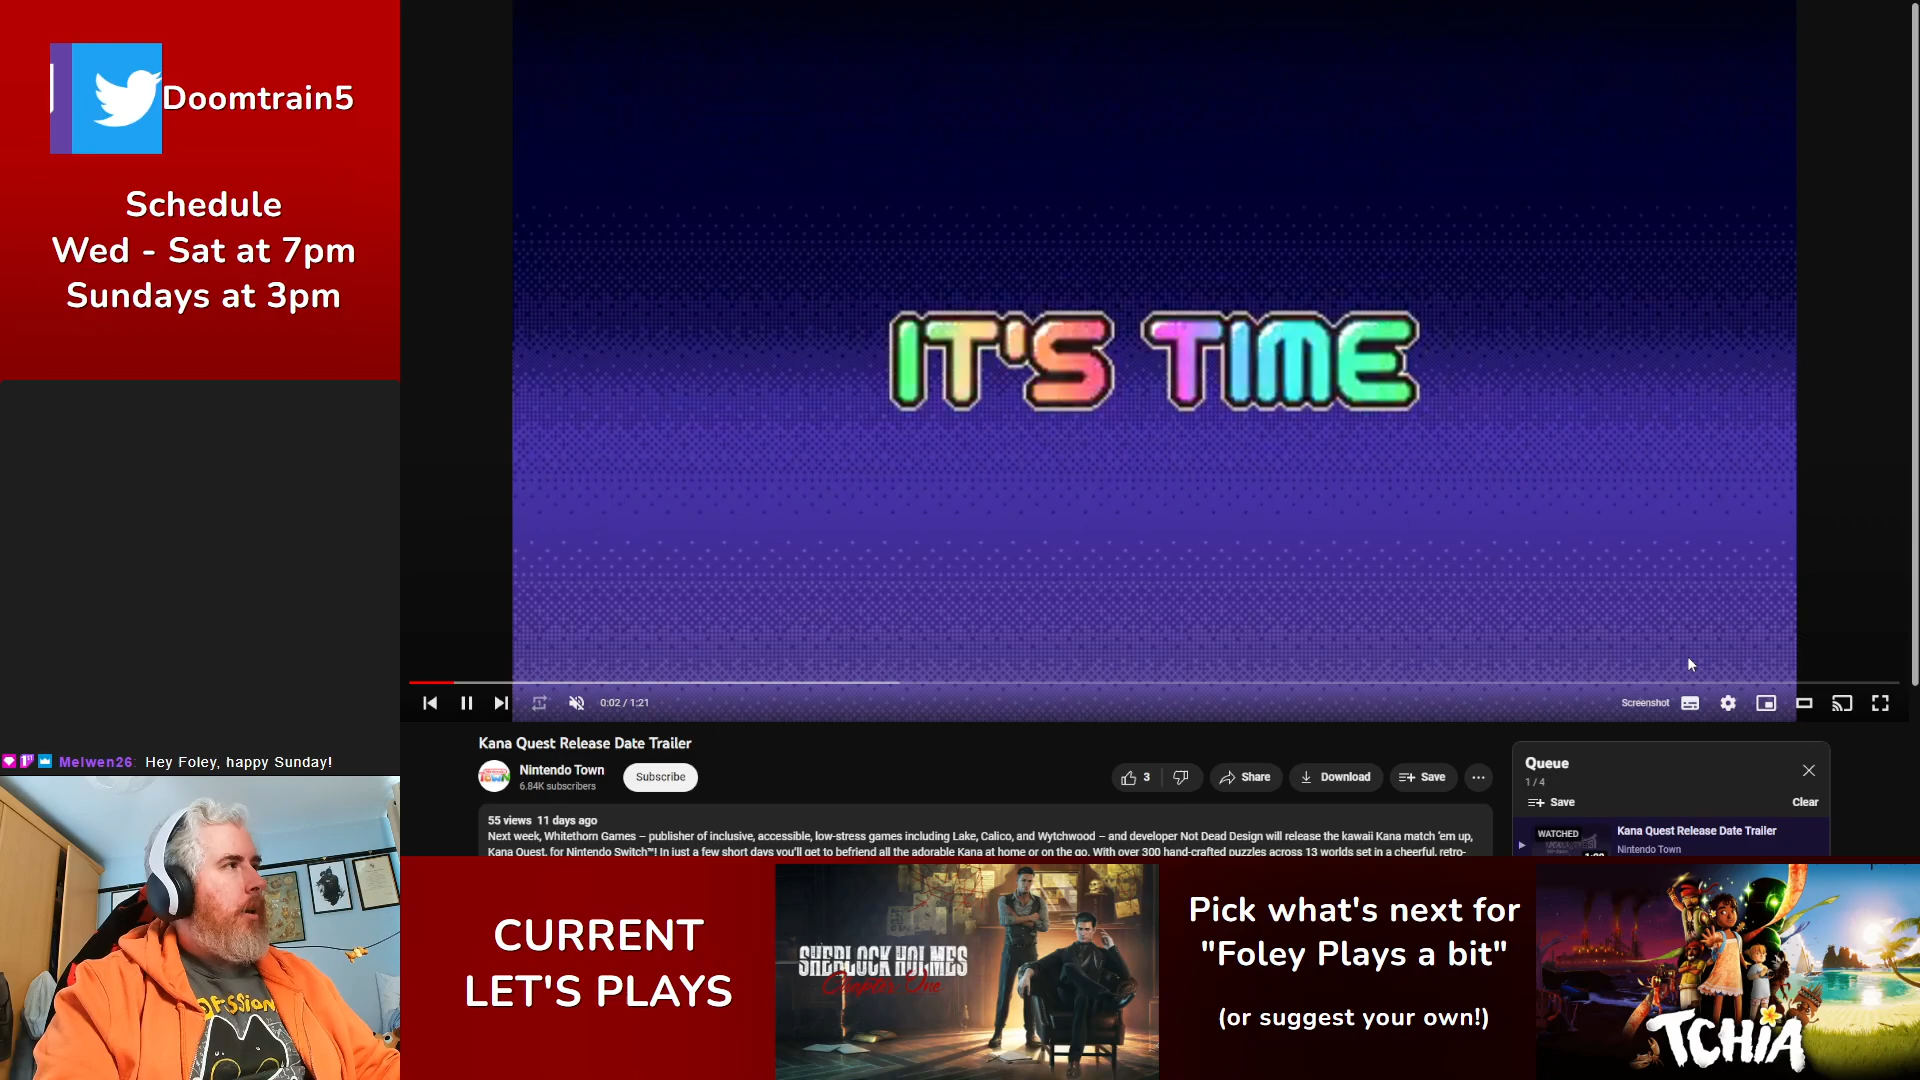 Doomtrain5
Schedule
Wed - Sat at 7pm
Sundays at 3pm
Melwen26: Hey Foley, happy Sunday!
IT'S TIME
0:02 / 1:21
Screenshot
Kana Quest Release Date Trailer
Nintendo Town
6.84K subscribers
Subscribe
3
Share
Download
Save
55 views 11 days ago
Next week, Whitethorn Games – publisher of inclusive, accessible, low-stress games including Lake, Calico, and Wytchwood – and developer Not Dead Design will release the kawaii Kana match 'em up,
Kana Quest, for Nintendo Switch™! In just a few short days you'll get to befriend all the adorable Kana at home or on the go. With over 300 hand-crafted puzzles across 13 worlds set in a cheerful, retro-
Queue
1 / 4
Save
Clear
WATCHED
Kana Quest Release Date Trailer
Nintendo Town
CURRENT
LET'S PLAYS
SHERLOCK HOLMES
Chapter One
Pick what's next for
"Foley Plays a bit"
(or suggest your own!)
TCHIA